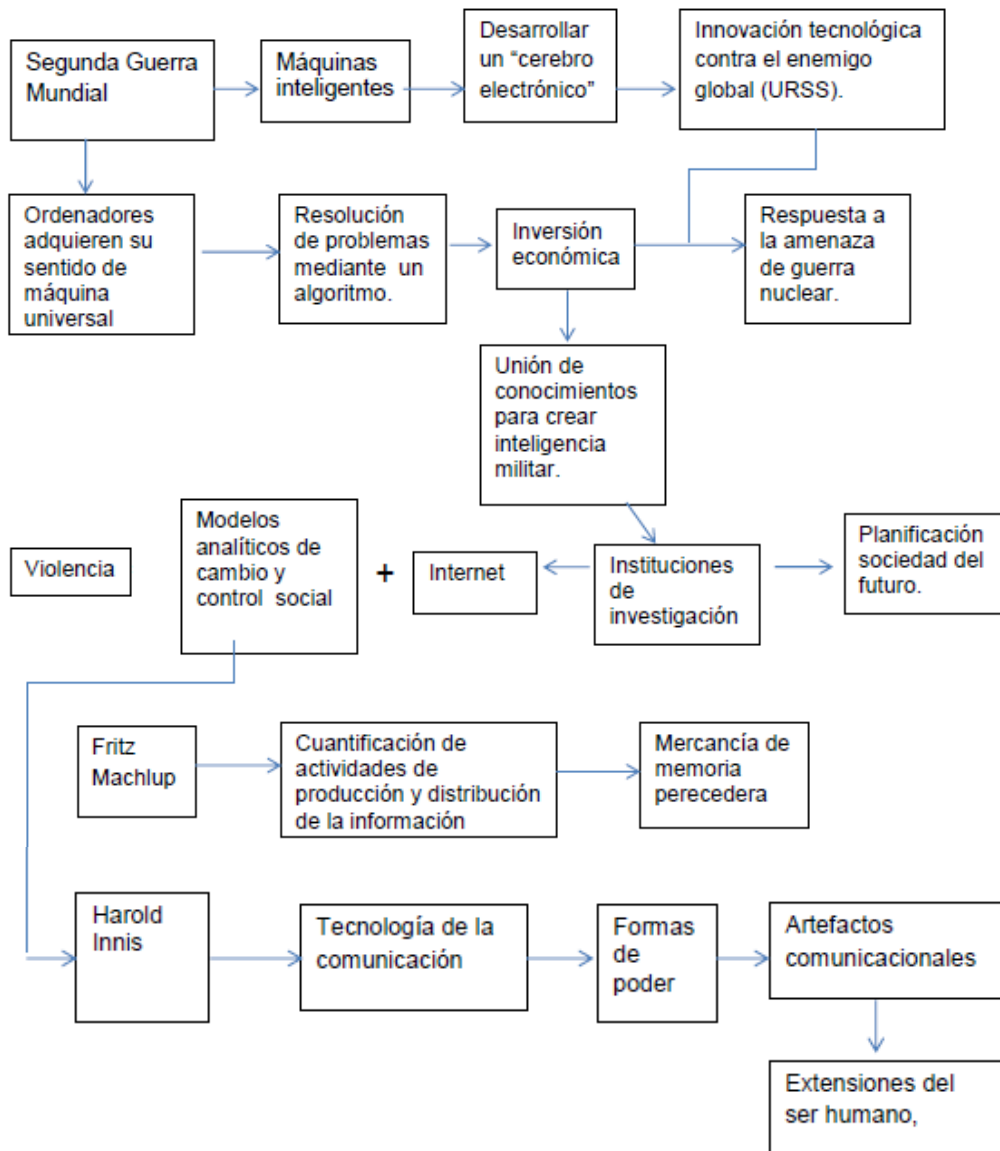 Segunda Guerra
Mundial
Máquinas
inteligentes
Desarrollar
un “cerebro
electrónico”
Innovación tecnológica
contra el enemigo
global (URSS).
Ordenadores
adquieren su
sentido de
máquina
universal
Resolución
de problemas
mediante un
algoritmo.
Inversión
económica
Respuesta a
la amenaza
de guerra
nuclear.
Unión de
conocimientos
para crear
inteligencia
militar.
Violencia
Modelos
analíticos de
cambio y
control social
+
Internet
Instituciones
de
investigación
Planificación
sociedad del
futuro.
Fritz
Machlup
Cuantificación de
actividades de
producción y distribución
de la información
Mercancía de
memoria
perecedera
Harold
Innis
Tecnología de la
comunicación
Formas
de
poder
Artefactos
comunicacionales
Extensiones del
ser humano,